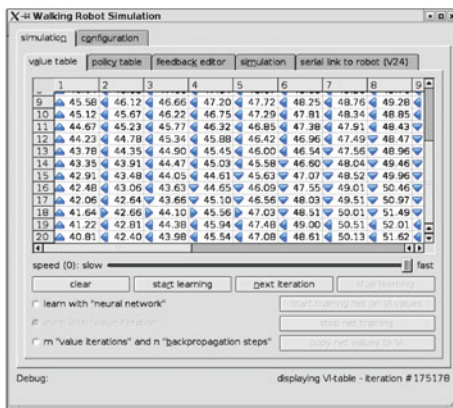 Walking Robot Simulation
simulation configuration
value table policy table feedback editor simulation serial link to robot (V24)
1 2 3 4 5 6 7 8 9
9 45.58 46.12 46.66 47.20 47.72 48.25 48.76 49.28
10 45.12 45.67 46.22 46.75 47.29 47.81 48.34 48.85
11 44.67 45.23 45.77 46.32 46.85 47.38 47.91 48.43
12 44.23 44.78 45.34 45.88 46.42 46.96 47.49 48.47
13 43.78 44.35 44.90 45.45 46.00 46.54 47.56 48.96
14 43.35 43.91 44.47 45.03 45.58 46.60 48.04 49.46
15 42.91 43.48 44.05 44.61 45.63 47.07 48.52 49.96
16 42.48 43.06 43.63 44.65 46.09 47.55 49.01 50.46
17 42.06 42.64 43.66 45.10 46.56 48.03 49.51 50.97
18 41.64 42.66 44.10 45.56 47.03 48.51 50.01 51.49
19 41.22 42.81 44.38 45.94 47.48 49.00 50.51 52.01
20 40.81 42.40 43.98 45.54 47.08 48.61 50.13 51.62
speed (0): slow fast
clear start learning next iteration stop learning
learn with "neural network" start training net on VI values
learn with "value iteration" stop net training
m "value iterations" and n "backpropagation steps" copy net values to VI
Debug: displaying VI-table - iteration #175178